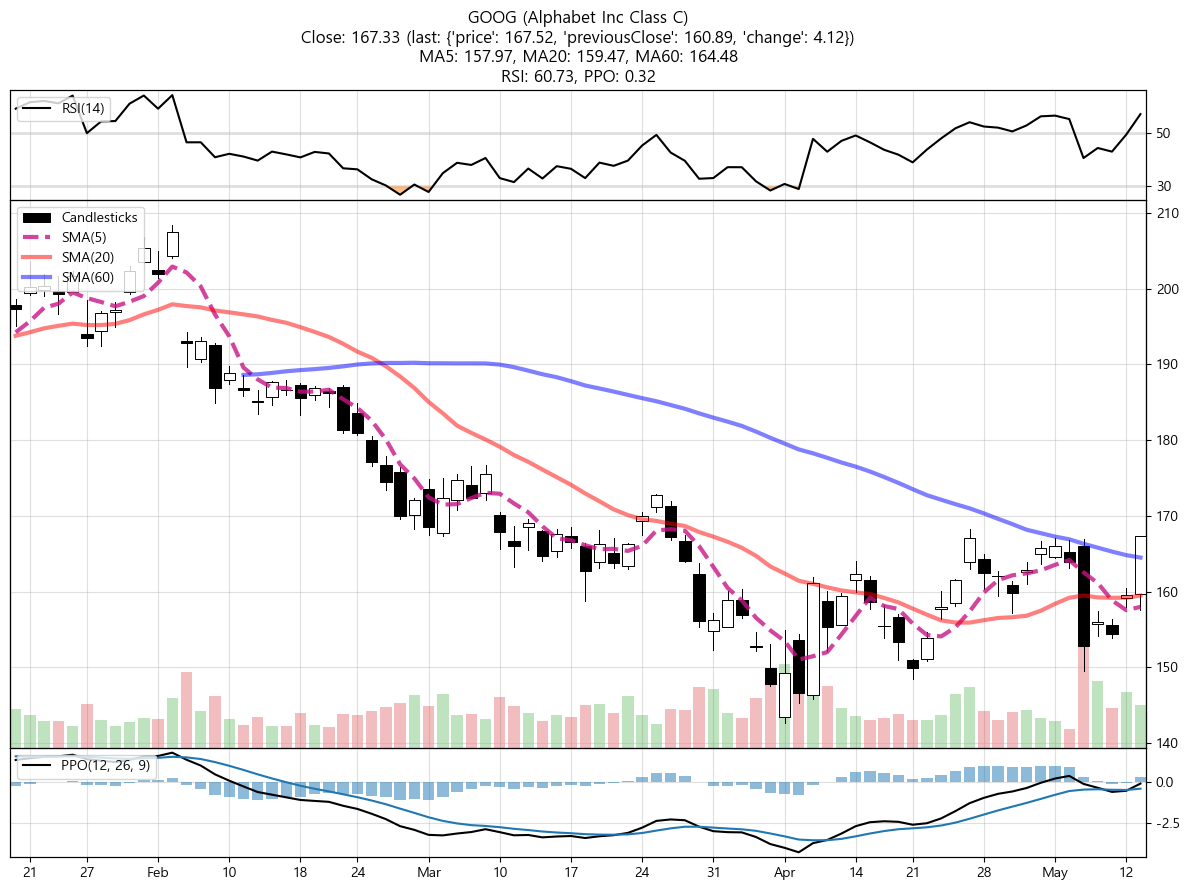 GOOG (Alphabet Inc Class C)
Close: 167.33 (last: {'price': 167.52, 'previousClose': 160.89, 'change': 4.12})
MA5: 157.97, MA20: 159.47, MA60: 164.48
RSI: 60.73, PPO: 0.32
RSI(14)
50
30
Candlesticks
SMA(5)
SMA(20)
SMA(60)
210
200
190
180
170
160
150
140
PPO(12, 26, 9)
0.0
-2.5
21 27 Feb 10 18 24 Mar 10 17 24 31 Apr 14 21 28 May 12